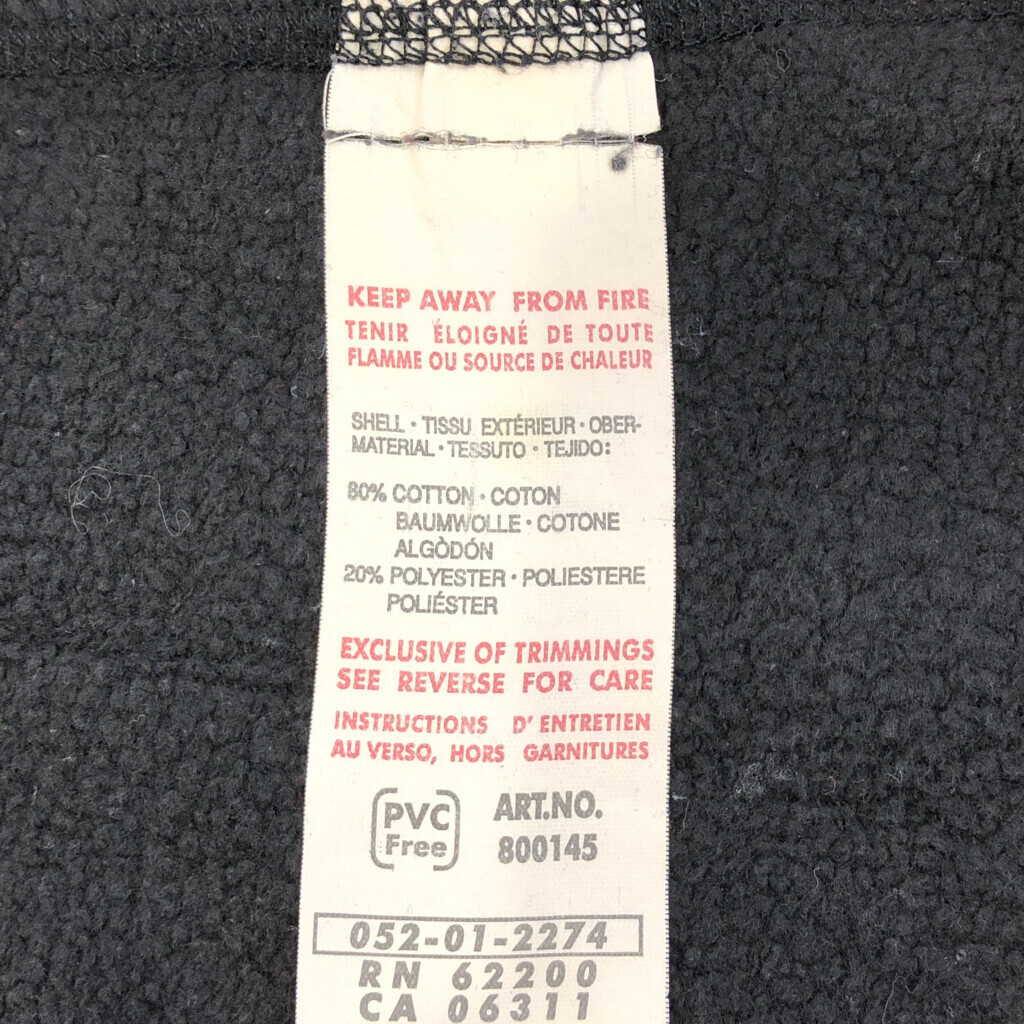 KEEP AWAY FROM FIRE
TENIR ÉLOIGNÉ DE TOUTE
FLAMME OU SOURCE DE CHALEUR
SHELL · TISSU EXTÉRIEUR · OBER-
MATERIAL · TESSUTO · TEJIDO:
80% COTTON · COTON
BAUMWOLLE · COTONE
ALGÒDÓN
20% POLYESTER · POLIESTERE
POLIÉSTER
EXCLUSIVE OF TRIMMINGS
SEE REVERSE FOR CARE
INSTRUCTIONS D'ENTRETIEN
AU VERSO, HORS GARNITURES
PVC
Free
ART.NO.
800145
052-01-2274
RN 62200
CA 06311